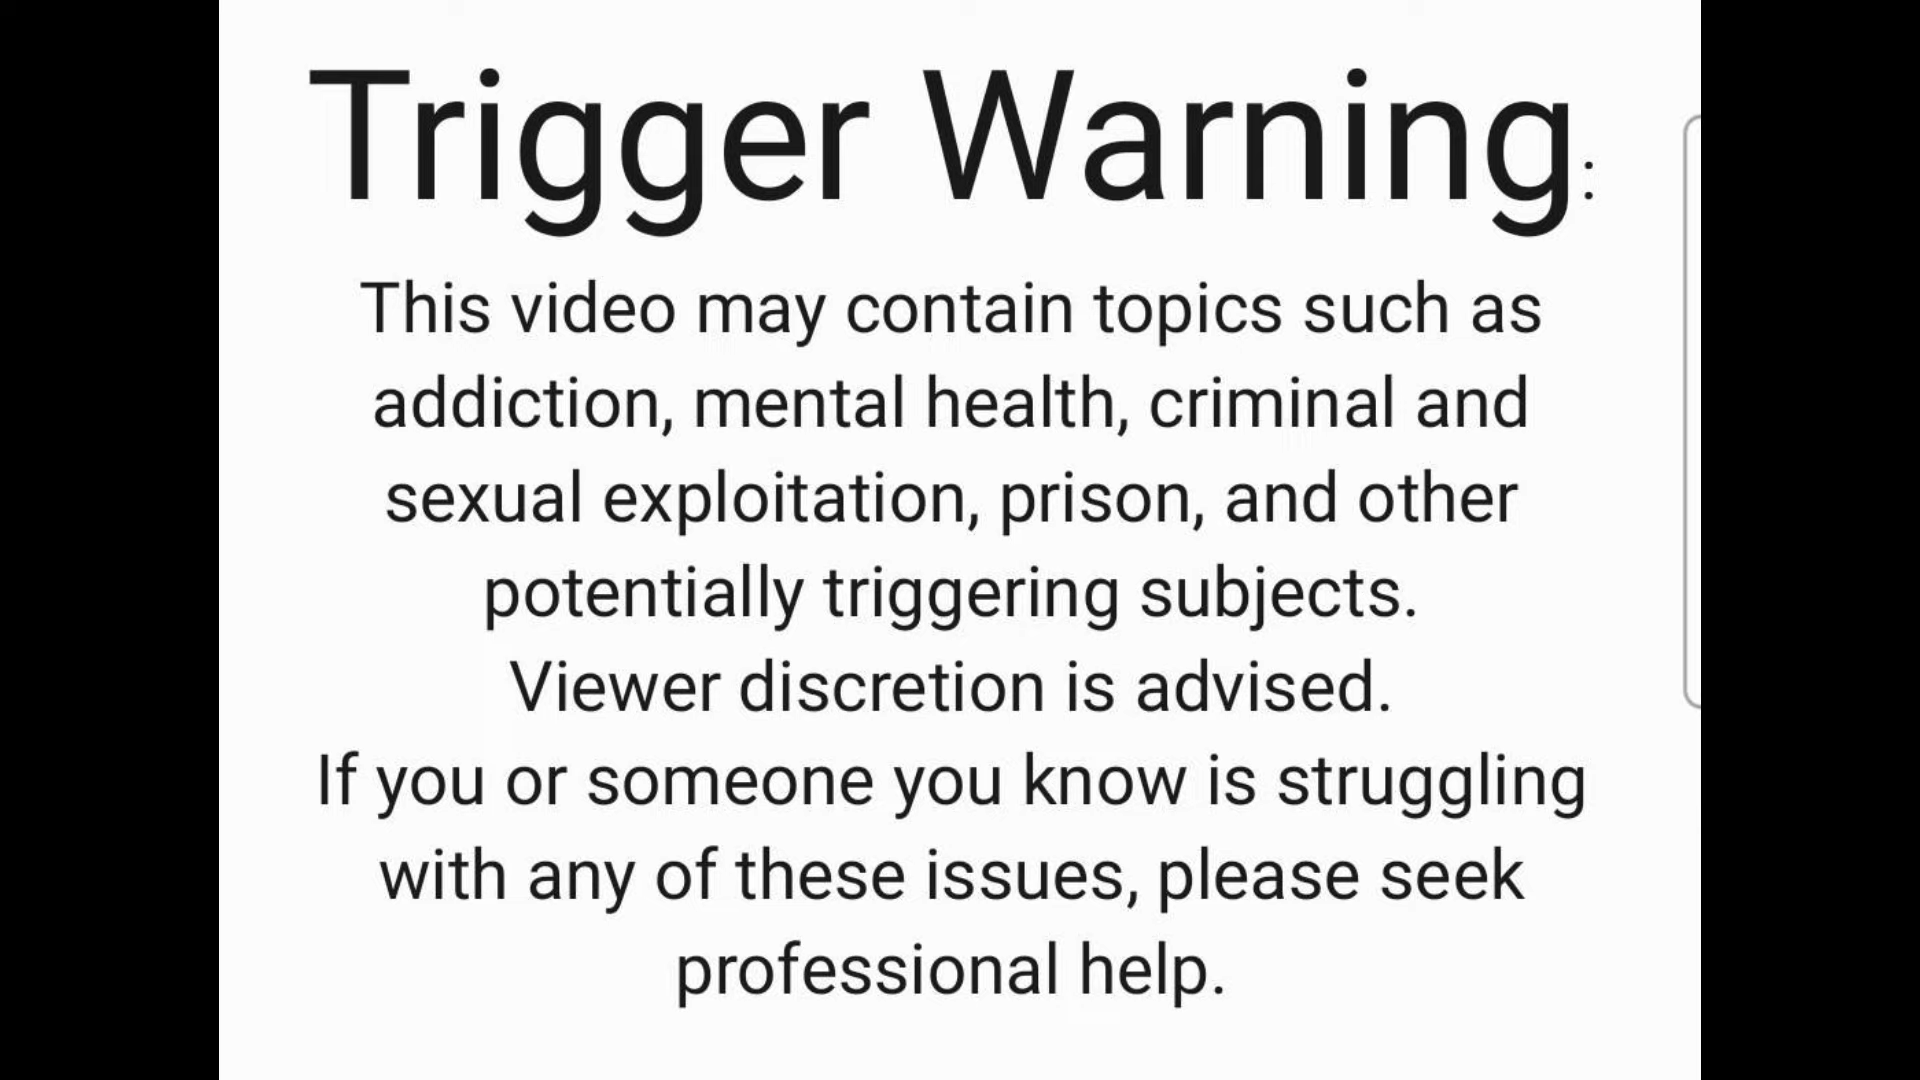 Trigger Warning:
This video may contain topics such as
addiction, mental health, criminal and
sexual exploitation, prison, and other
potentially triggering subjects.
Viewer discretion is advised.
If you or someone you know is struggling
with any of these issues, please seek
professional help.